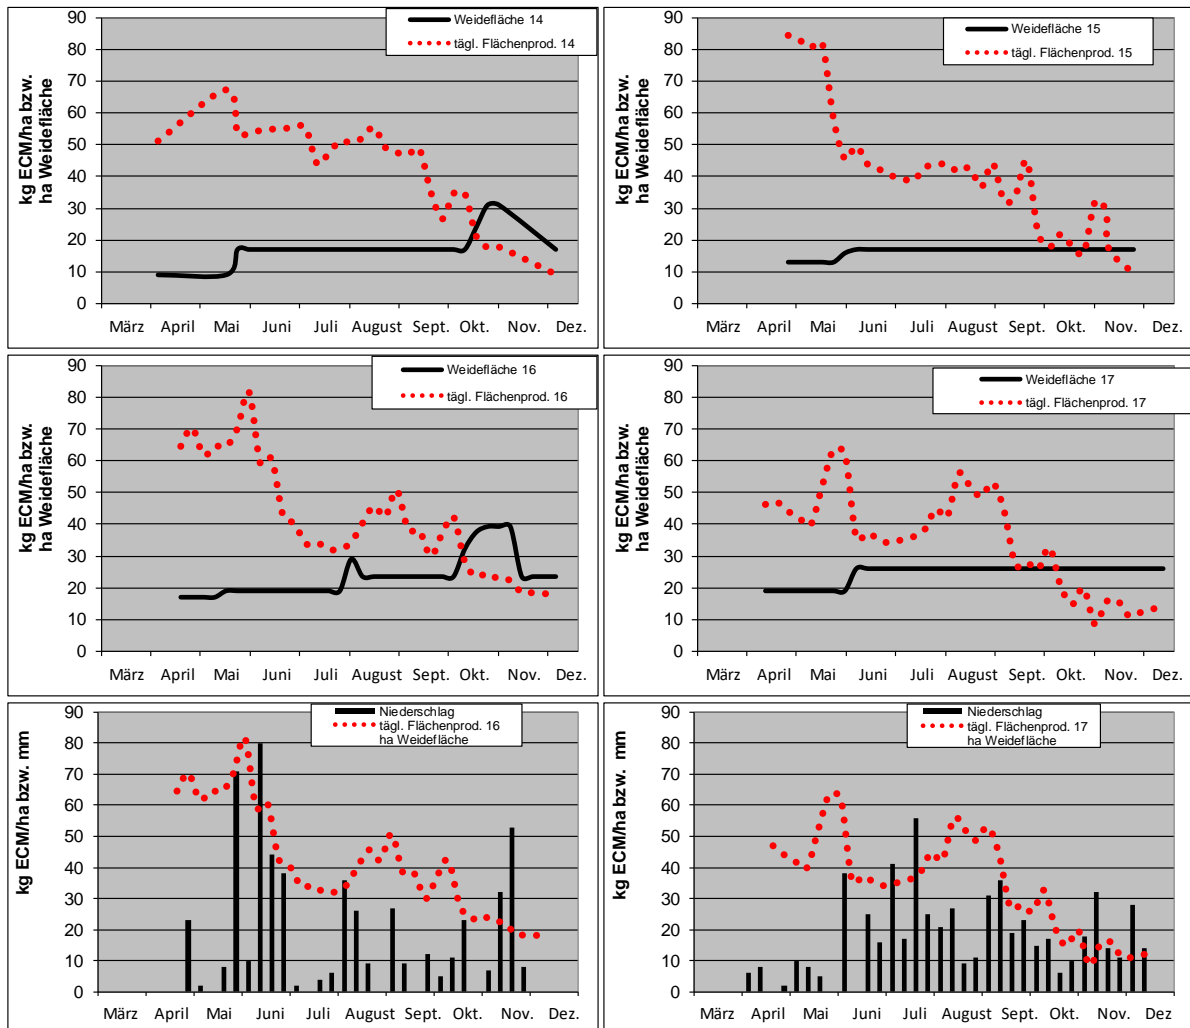 Weidefläche 14
tägl. Flächenprod. 14
kg ECM/ha bzw.
ha Weidefläche
90
80
70
60
50
40
30
20
10
0
März April Mai Juni Juli August Sept. Okt. Nov. Dez.
Weidefläche 15
tägl. Flächenprod. 15
kg ECM/ha bzw.
ha Weidefläche
90
80
70
60
50
40
30
20
10
0
März April Mai Juni Juli August Sept. Okt. Nov. Dez.
Weidefläche 16
tägl. Flächenprod. 16
kg ECM/ha bzw.
ha Weidefläche
90
80
70
60
50
40
30
20
10
0
März April Mai Juni Juli August Sept. Okt. Nov. Dez.
Weidefläche 17
tägl. Flächenprod. 17
kg ECM/ha bzw.
ha Weidefläche
90
80
70
60
50
40
30
20
10
0
März April Mai Juni Juli August Sept. Okt. Nov. Dez.
Niederschlag
tägl. Flächenprod. 16
ha Weidefläche
kg ECM/ha bzw. mm
90
80
70
60
50
40
30
20
10
0
März April Mai Juni Juli August Sept. Okt. Nov. Dez.
Niederschlag
tägl. Flächenprod. 17
ha Weidefläche
kg ECM/ha bzw. mm
90
80
70
60
50
40
30
20
10
0
März April Mai Juni Juli August Sept. Okt. Nov. Dez.